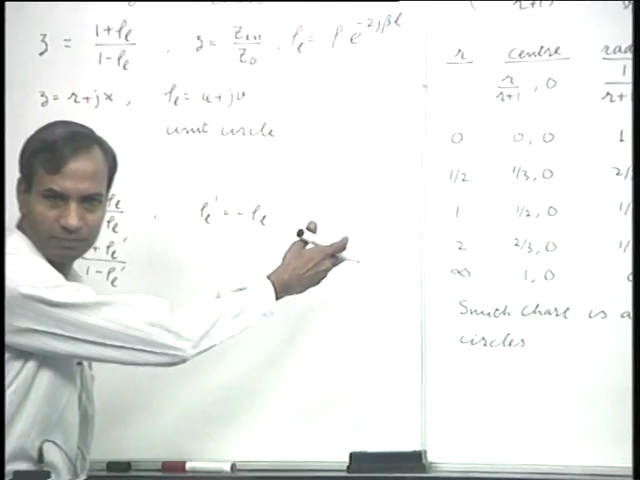 z = (1+ρℓ)/(1-ρℓ) , z = Zin/Z0 , ρℓ = ρ e^-2jβℓ
z = r+jx , ρℓ = u+jv
unit circle
, ρℓ' = -ρℓ
1-ρℓ'
r centre
r/(r+1) , 0
0 0, 0 1
1/2 1/3, 0
1 1/2, 0
2 2/3, 0
∞ 1, 0
Smith Chart is a
circles